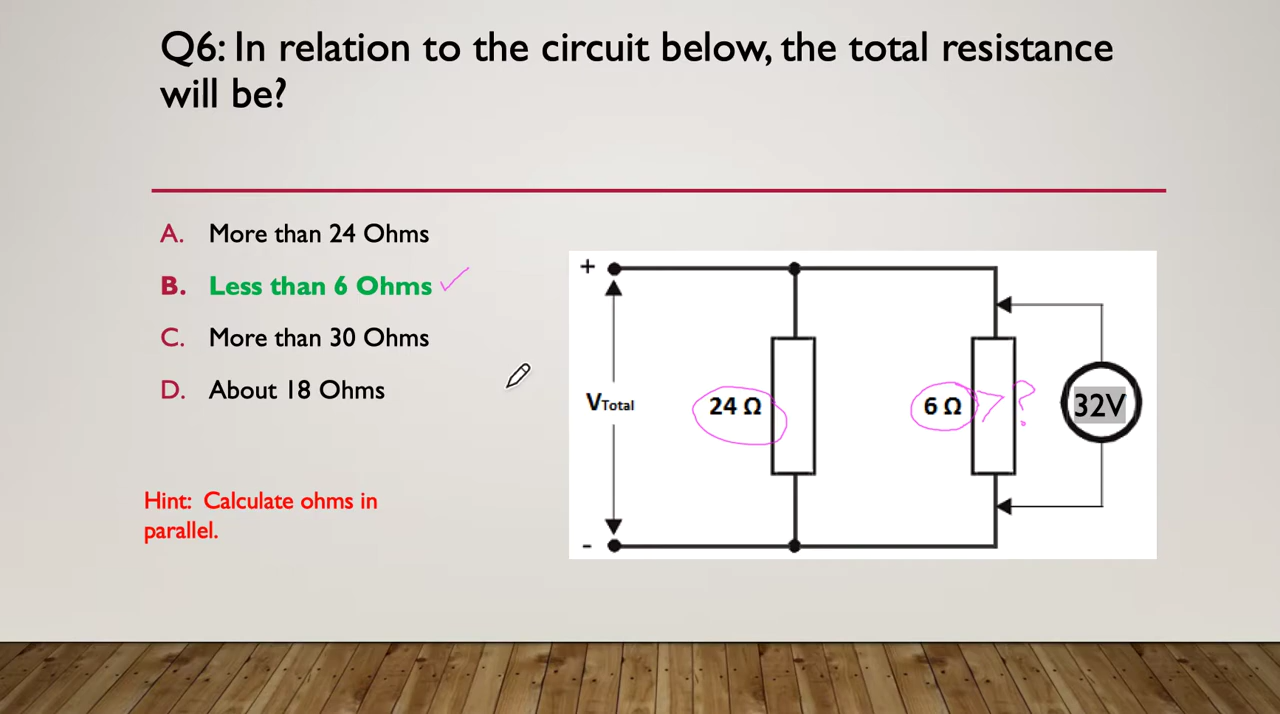 Q6: In relation to the circuit below, the total resistance
will be?
A. More than 24 Ohms
B. Less than 6 Ohms
C. More than 30 Ohms
D. About 18 Ohms
Hint: Calculate ohms in
parallel.
+
VTotal
24 Ω
6 Ω > ?
32V
-